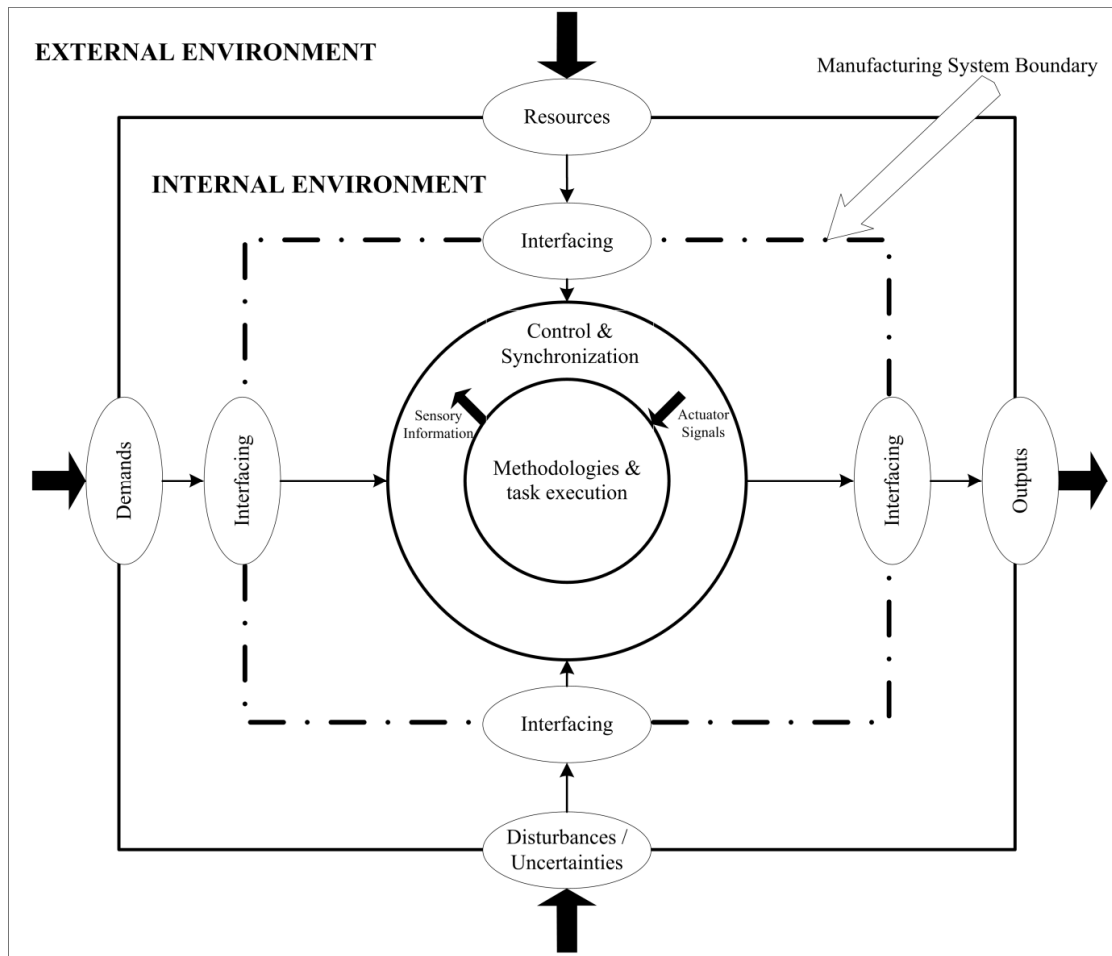 EXTERNAL ENVIRONMENT
Manufacturing System Boundary
Resources
INTERNAL ENVIRONMENT
Interfacing
Control &
Synchronization
Sensory
Information
Actuator
Signals
Methodologies &
task execution
Demands
Interfacing
Interfacing
Outputs
Interfacing
Disturbances /
Uncertainties